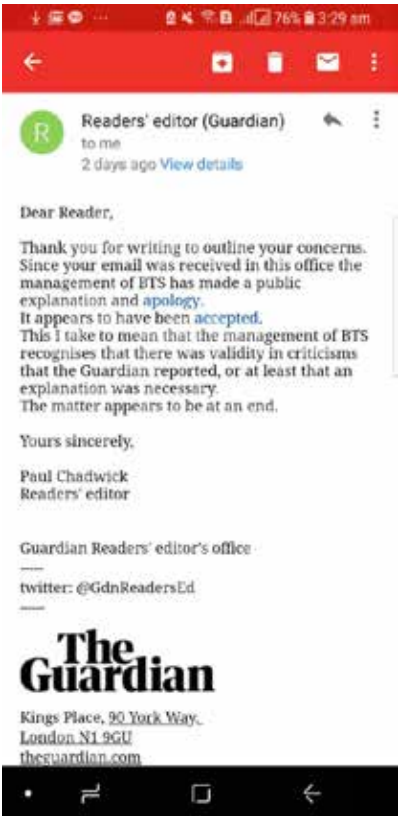 76% 3:29 am
R
Readers' editor (Guardian)
to me
2 days ago View details
Dear Reader,
Thank you for writing to outline your concerns.
Since your email was received in this office the
management of BTS has made a public
explanation and apology.
It appears to have been accepted.
This I take to mean that the management of BTS
recognises that there was validity in criticisms
that the Guardian reported, or at least that an
explanation was necessary.
The matter appears to be at an end.
Yours sincerely,
Paul Chadwick
Readers' editor
Guardian Readers' editor's office
----
twitter: @GdnReadersEd
----
The
Guardian
Kings Place, 90 York Way,
London N1 9GU
theguardian.com